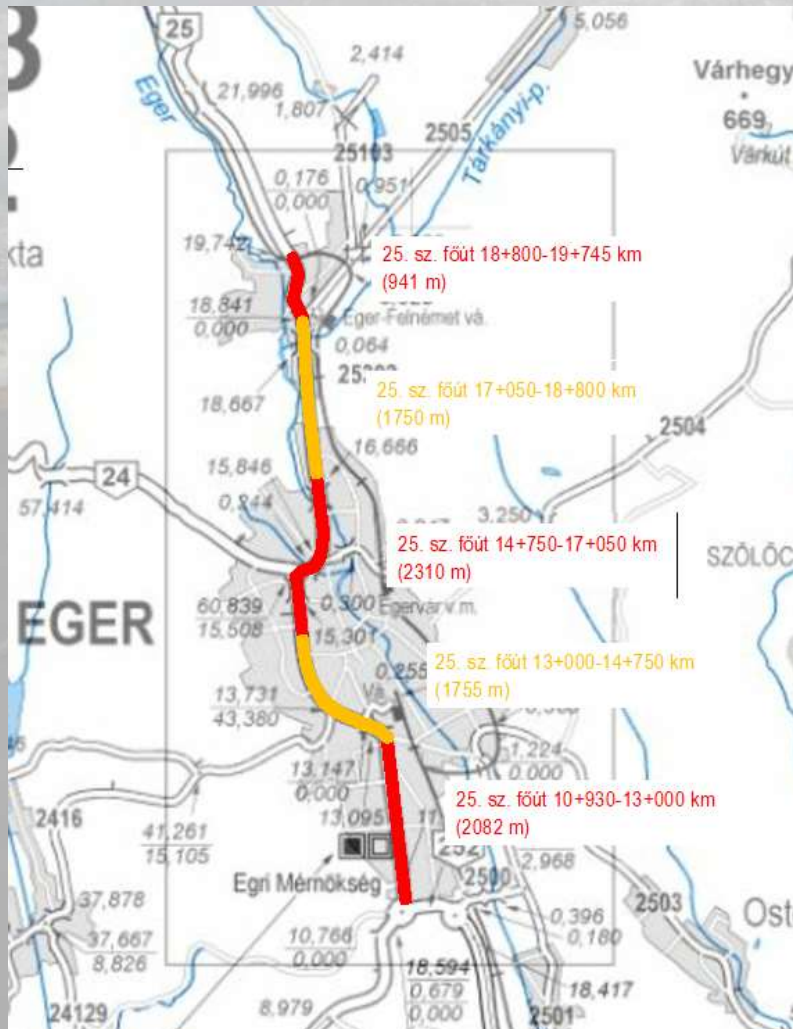 25
5,056
2,414
Várhegy
Eger
21,996
1,807
2505
Tárkányi-p.
669
Várkút
25103
0,176
0,000
0,951
kta
19,742
25. sz. főút 18+800-19+745 km
(941 m)
18,841
0,000
Eger-Felnémet vá.
0,064
25. sz. főút 17+050-18+800 km
(1750 m)
18,667
2504
16,666
15,846
24
0,244
57,414
3,250
25. sz. főút 14+750-17+050 km
(2310 m)
SZŐLŐC
EGER
60,839
15,508
0,300
Egervár v.m.
15,301
25. sz. főút 13+000-14+750 km
(1755 m)
0,255
Vá.
13,731
43,380
1,224
0,000
13,147
0,000
25. sz. főút 10+930-13+000 km
(2082 m)
13,095
11
2416
41,261
15,105
252
2,968
Egri Mérnökség
2500
37,878
2503
Ost
0,396
0,160
37,667
8,826
10,766
0,000
18,594
0,679
0,000
18,417
24129
8,979
2501